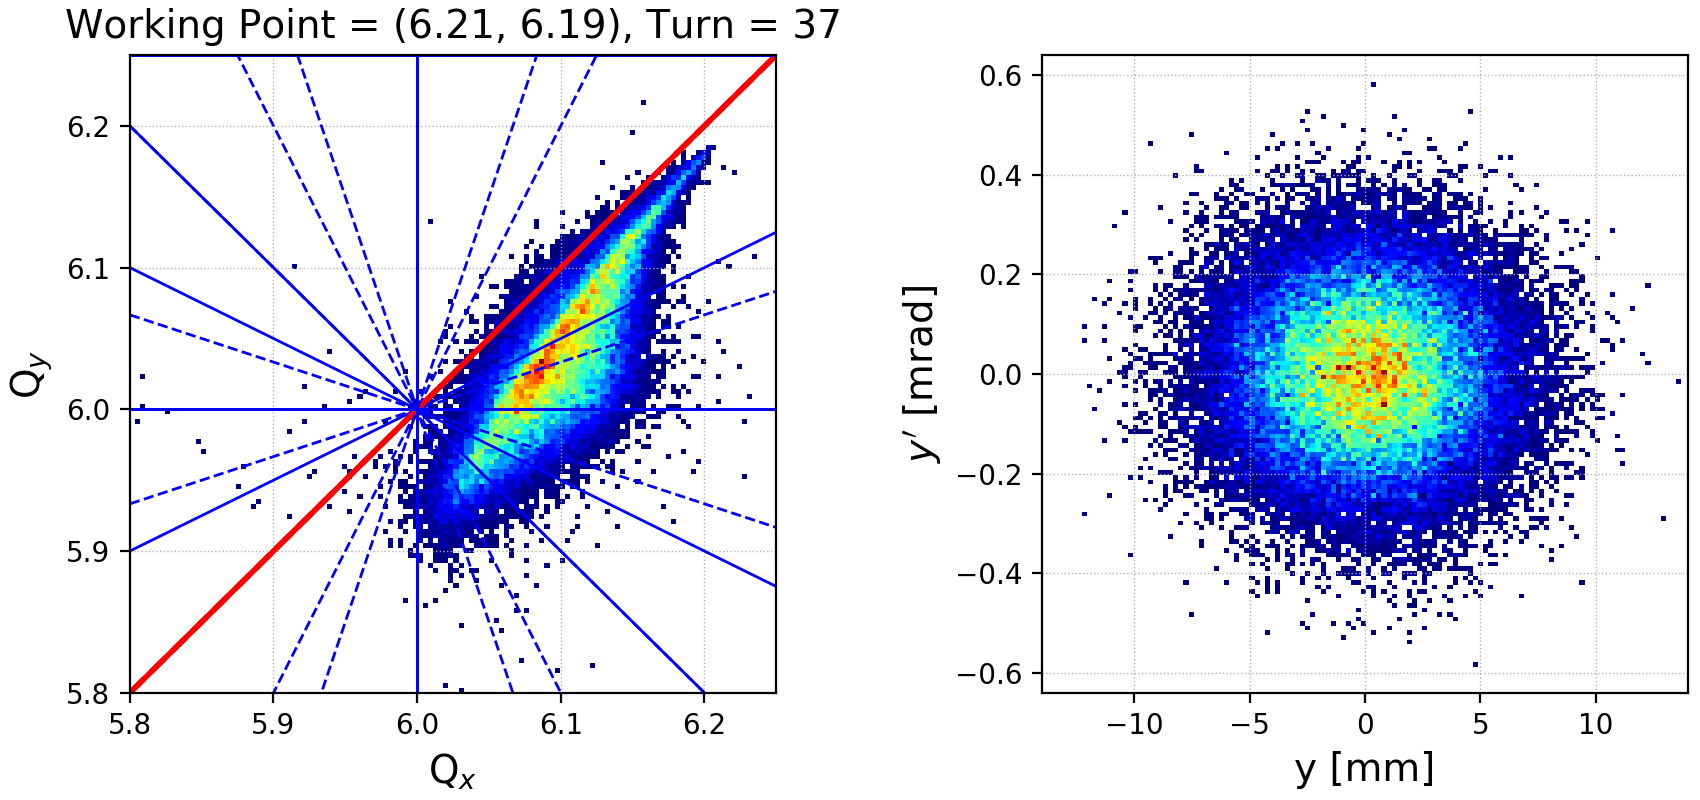 Working Point = (6.21, 6.19), Turn = 37
6.2
6.1
6.0
5.9
5.8
Q_y
5.8 5.9 6.0 6.1 6.2
Q_x
0.6
0.4
0.2
0.0
−0.2
−0.4
−0.6
y′ [mrad]
−10 −5 0 5 10
y [mm]